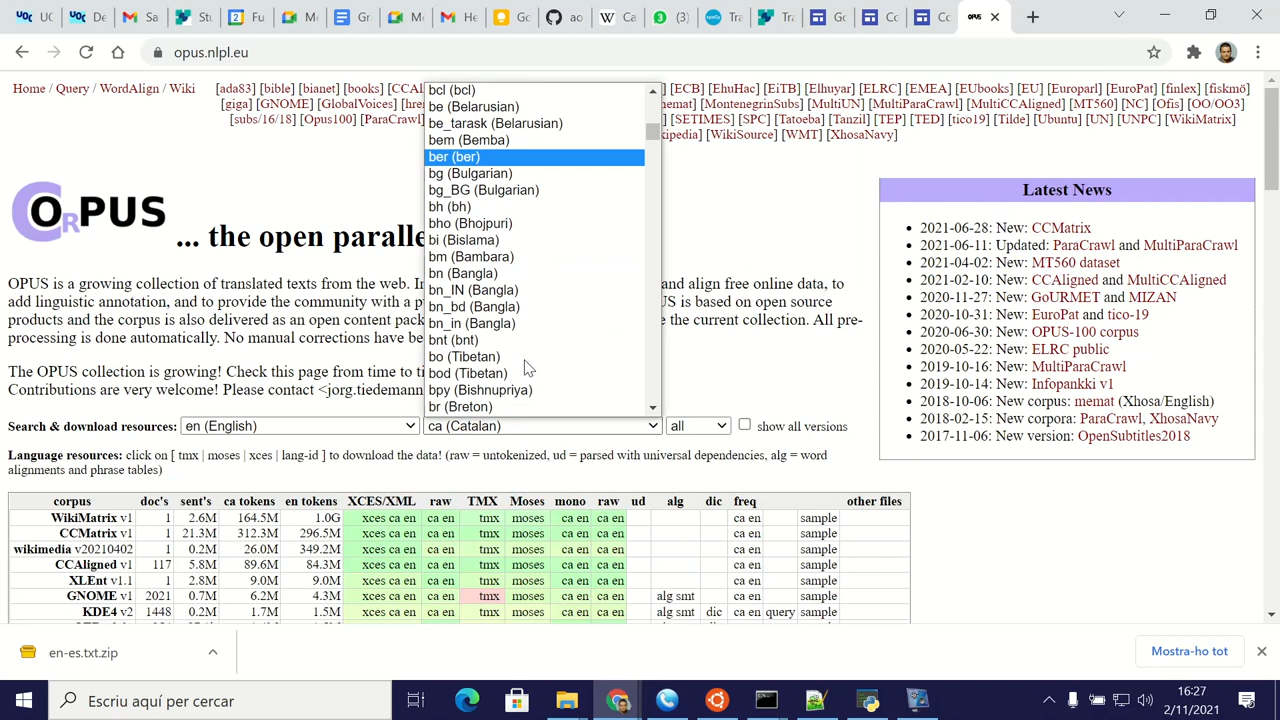 UC
De
Sa
Stu
Fu
Me
Gr
Me
Me
goo
ao
Ca
(3)
Tra
Tra
Go
Co
Co
opus.nlpl.eu
Home / Query / WordAlign / Wiki
[ada83] [bible] [bianet] [books] [CCA
[ECB] [EhuHac] [EiTB] [Elhuyar] [ELRC] [EMEA] [EUbooks] [EU] [Europarl] [EuroPat] [finlex] [fiskmö]
[giga] [GNOME] [GlobalVoices] [hre
memat] [MontenegrinSubs] [MultiUN] [MultiParaCrawl] [MultiCCAligned] [MT560] [NC] [Ofis] [OO/OO3]
[subs/16/18] [Opus100] [ParaCrawl]
[SETIMES] [SPC] [Tatoeba] [Tanzil] [TEP] [TED] [tico19] [Tilde] [Ubuntu] [UN] [UNPC] [WikiMatrix]
kipedia] [WikiSource] [WMT] [XhosaNavy]
bcl (bcl)
be (Belarusian)
be_tarask (Belarusian)
bem (Bemba)
ber (ber)
bg (Bulgarian)
bg_BG (Bulgarian)
bh (bh)
bho (Bhojpuri)
bi (Bislama)
bm (Bambara)
bn (Bangla)
bn_IN (Bangla)
bn_bd (Bangla)
bn_in (Bangla)
bnt (bnt)
bo (Tibetan)
bod (Tibetan)
bpy (Bishnupriya)
br (Breton)
OPUS
... the open paralle
OPUS is a growing collection of translated texts from the web. In
and align free online data, to
add linguistic annotation, and to provide the community with a p
US is based on open source
products and the corpus is also delivered as an open content pack
e the current collection. All pre-
processing is done automatically. No manual corrections have be
The OPUS collection is growing! Check this page from time to ti
Contributions are very welcome! Please contact <jorg.tiedemann
Search & download resources: en (English) ca (Catalan) all show all versions
Language resources: click on [ tmx | moses | xces | lang-id ] to download the data! (raw = untokenized, ud = parsed with universal dependencies, alg = word
alignments and phrase tables)
Latest News
2021-06-28: New: CCMatrix
2021-06-11: Updated: ParaCrawl and MultiParaCrawl
2021-04-02: New: MT560 dataset
2021-02-10: New: CCAligned and MultiCCAligned
2020-11-27: New: GoURMET and MIZAN
2020-10-31: New: EuroPat and tico-19
2020-06-30: New: OPUS-100 corpus
2020-05-22: New: ELRC public
2019-10-16: New: MultiParaCrawl
2019-10-14: New: Infopankki v1
2018-10-06: New corpus: memat (Xhosa/English)
2018-02-15: New corpora: ParaCrawl, XhosaNavy
2017-11-06: New version: OpenSubtitles2018
corpus doc's sent's ca tokens en tokens XCES/XML raw TMX Moses mono raw ud alg dic freq other files
WikiMatrix v1 1 2.6M 164.5M 1.0G xces ca en ca en tmx moses ca en ca en ca en sample
CCMatrix v1 1 21.3M 312.3M 296.5M xces ca en ca en tmx moses ca en ca en ca en sample
wikimedia v20210402 1 0.2M 26.0M 349.2M xces ca en ca en tmx moses ca en ca en ca en sample
CCAligned v1 117 5.8M 89.6M 84.3M xces ca en ca en tmx moses ca en ca en ca en sample
XLEnt v1.1 1 2.8M 9.0M 9.0M xces ca en ca en tmx moses ca en ca en ca en sample
GNOME v1 2021 0.7M 6.2M 4.3M xces ca en ca en tmx moses ca en ca en alg smt ca en sample
KDE4 v2 1448 0.2M 1.7M 1.5M xces ca en ca en tmx moses ca en ca en alg smt dic ca en query sample
en-es.txt.zip
Mostra-ho tot
Escriu aquí per cercar
16:27
2/11/2021